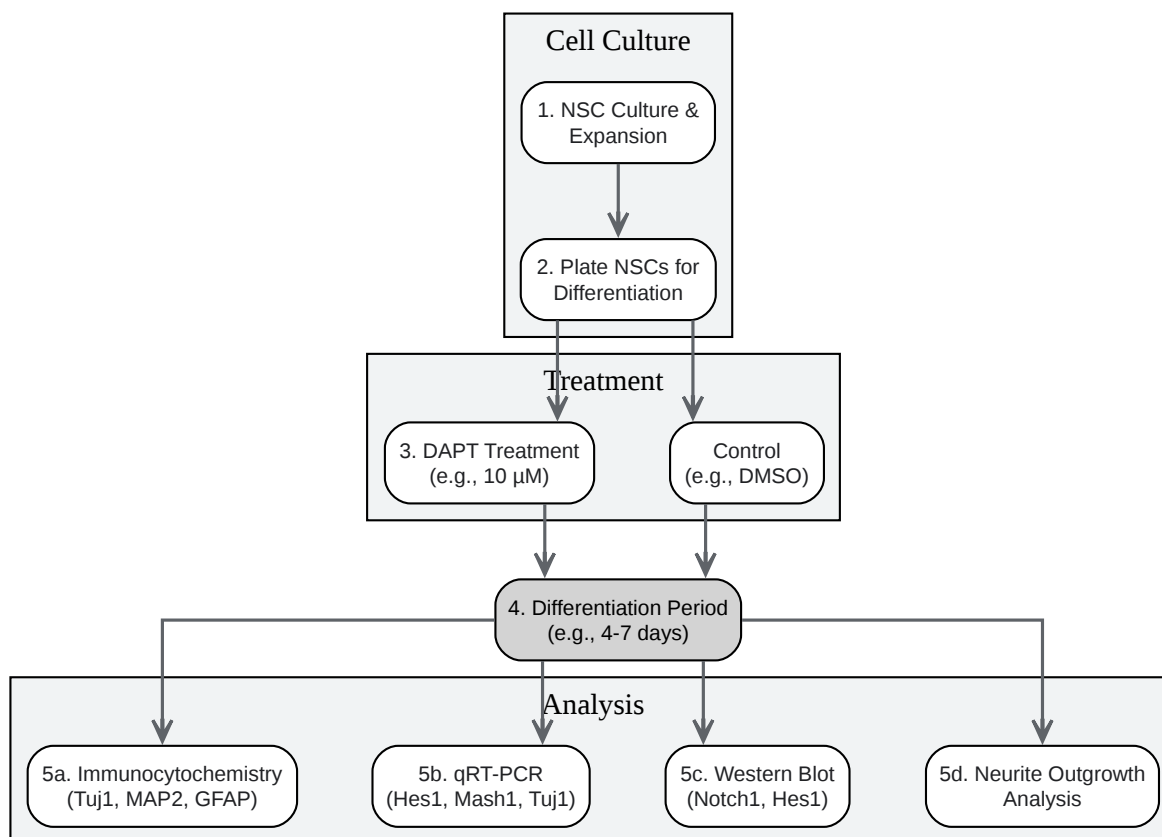 Cell Culture
1. NSC Culture &
Expansion
2. Plate NSCs for
Differentiation
Treatment
3. DAPT Treatment
(e.g., 10 µM)
Control
(e.g., DMSO)
4. Differentiation Period
(e.g., 4-7 days)
Analysis
5a. Immunocytochemistry
(Tuj1, MAP2, GFAP)
5b. qRT-PCR
(Hes1, Mash1, Tuj1)
5c. Western Blot
(Notch1, Hes1)
5d. Neurite Outgrowth
Analysis